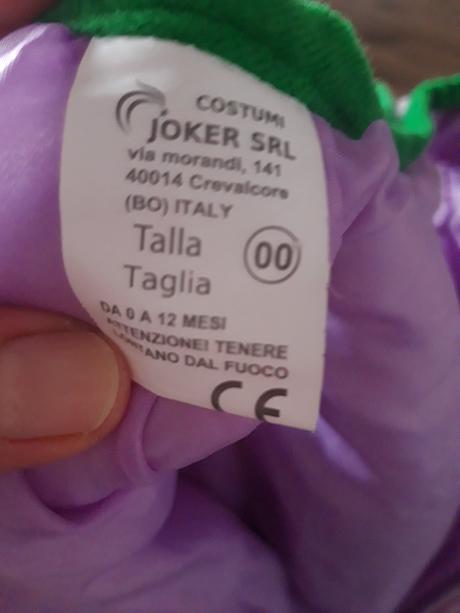 COSTUMI
JOKER SRL
via morandi, 141
40014 Crevalcore
(BO) ITALY
Talla
00
Taglia
DA 0 A 12 MESI
ATTENZIONE! TENERE
LONTANO DAL FUOCO
CE